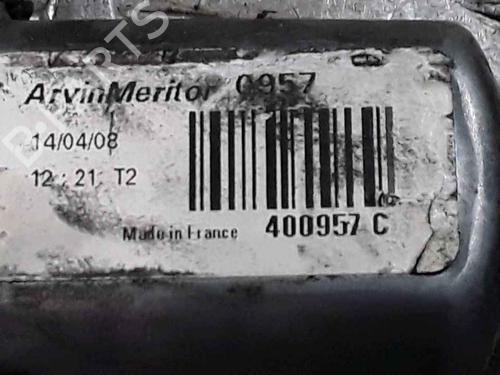 ArvinMeritor 0957
14/04/08
12:21 T2
Made in France 400957 C